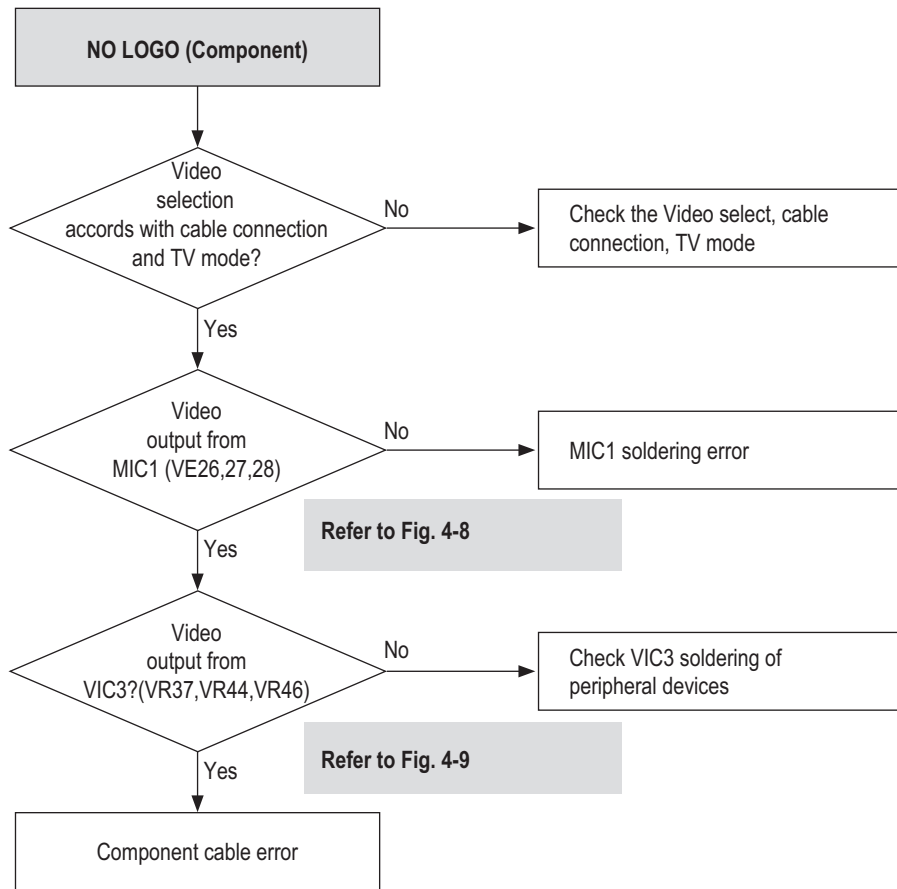 NO LOGO (Component)
Video
selection
accords with cable connection
and TV mode?
No
Check the Video select, cable
connection, TV mode
Yes
Video
output from
MIC1 (VE26,27,28)
No
MIC1 soldering error
Refer to Fig. 4-8
Yes
Video
output from
VIC3?(VR37,VR44,VR46)
No
Check VIC3 soldering of
peripheral devices
Refer to Fig. 4-9
Yes
Component cable error